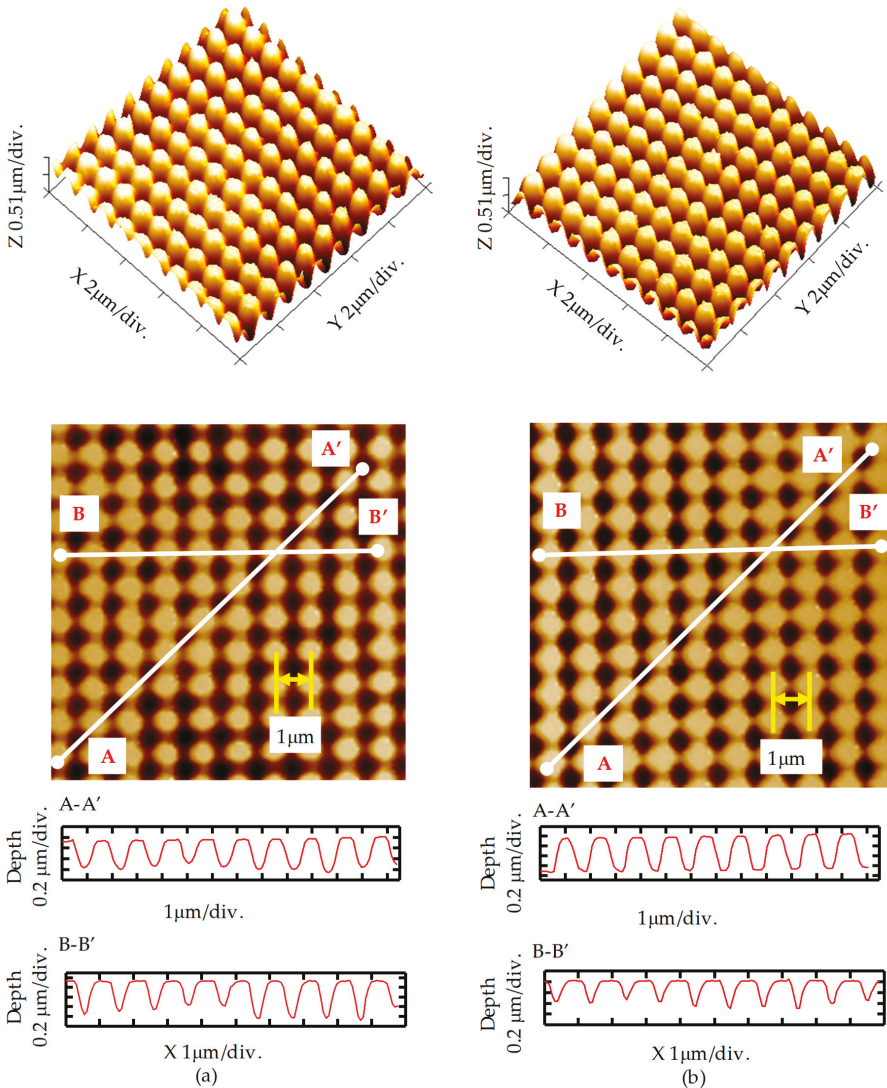 Z 0.51μm/div.
X 2μm/div.
Y 2μm/div.
Z 0.51μm/div.
X 2μm/div.
Y 2μm/div.
A′
B
B′
1μm
A
A′
B
B′
1μm
A
A-A′
Depth
0.2 μm/div.
1μm/div.
B-B′
Depth
0.2 μm/div.
X 1μm/div.
(a)
A-A′
Depth
0.2 μm/div.
1μm/div.
B-B′
Depth
0.2 μm/div.
X 1μm/div.
(b)